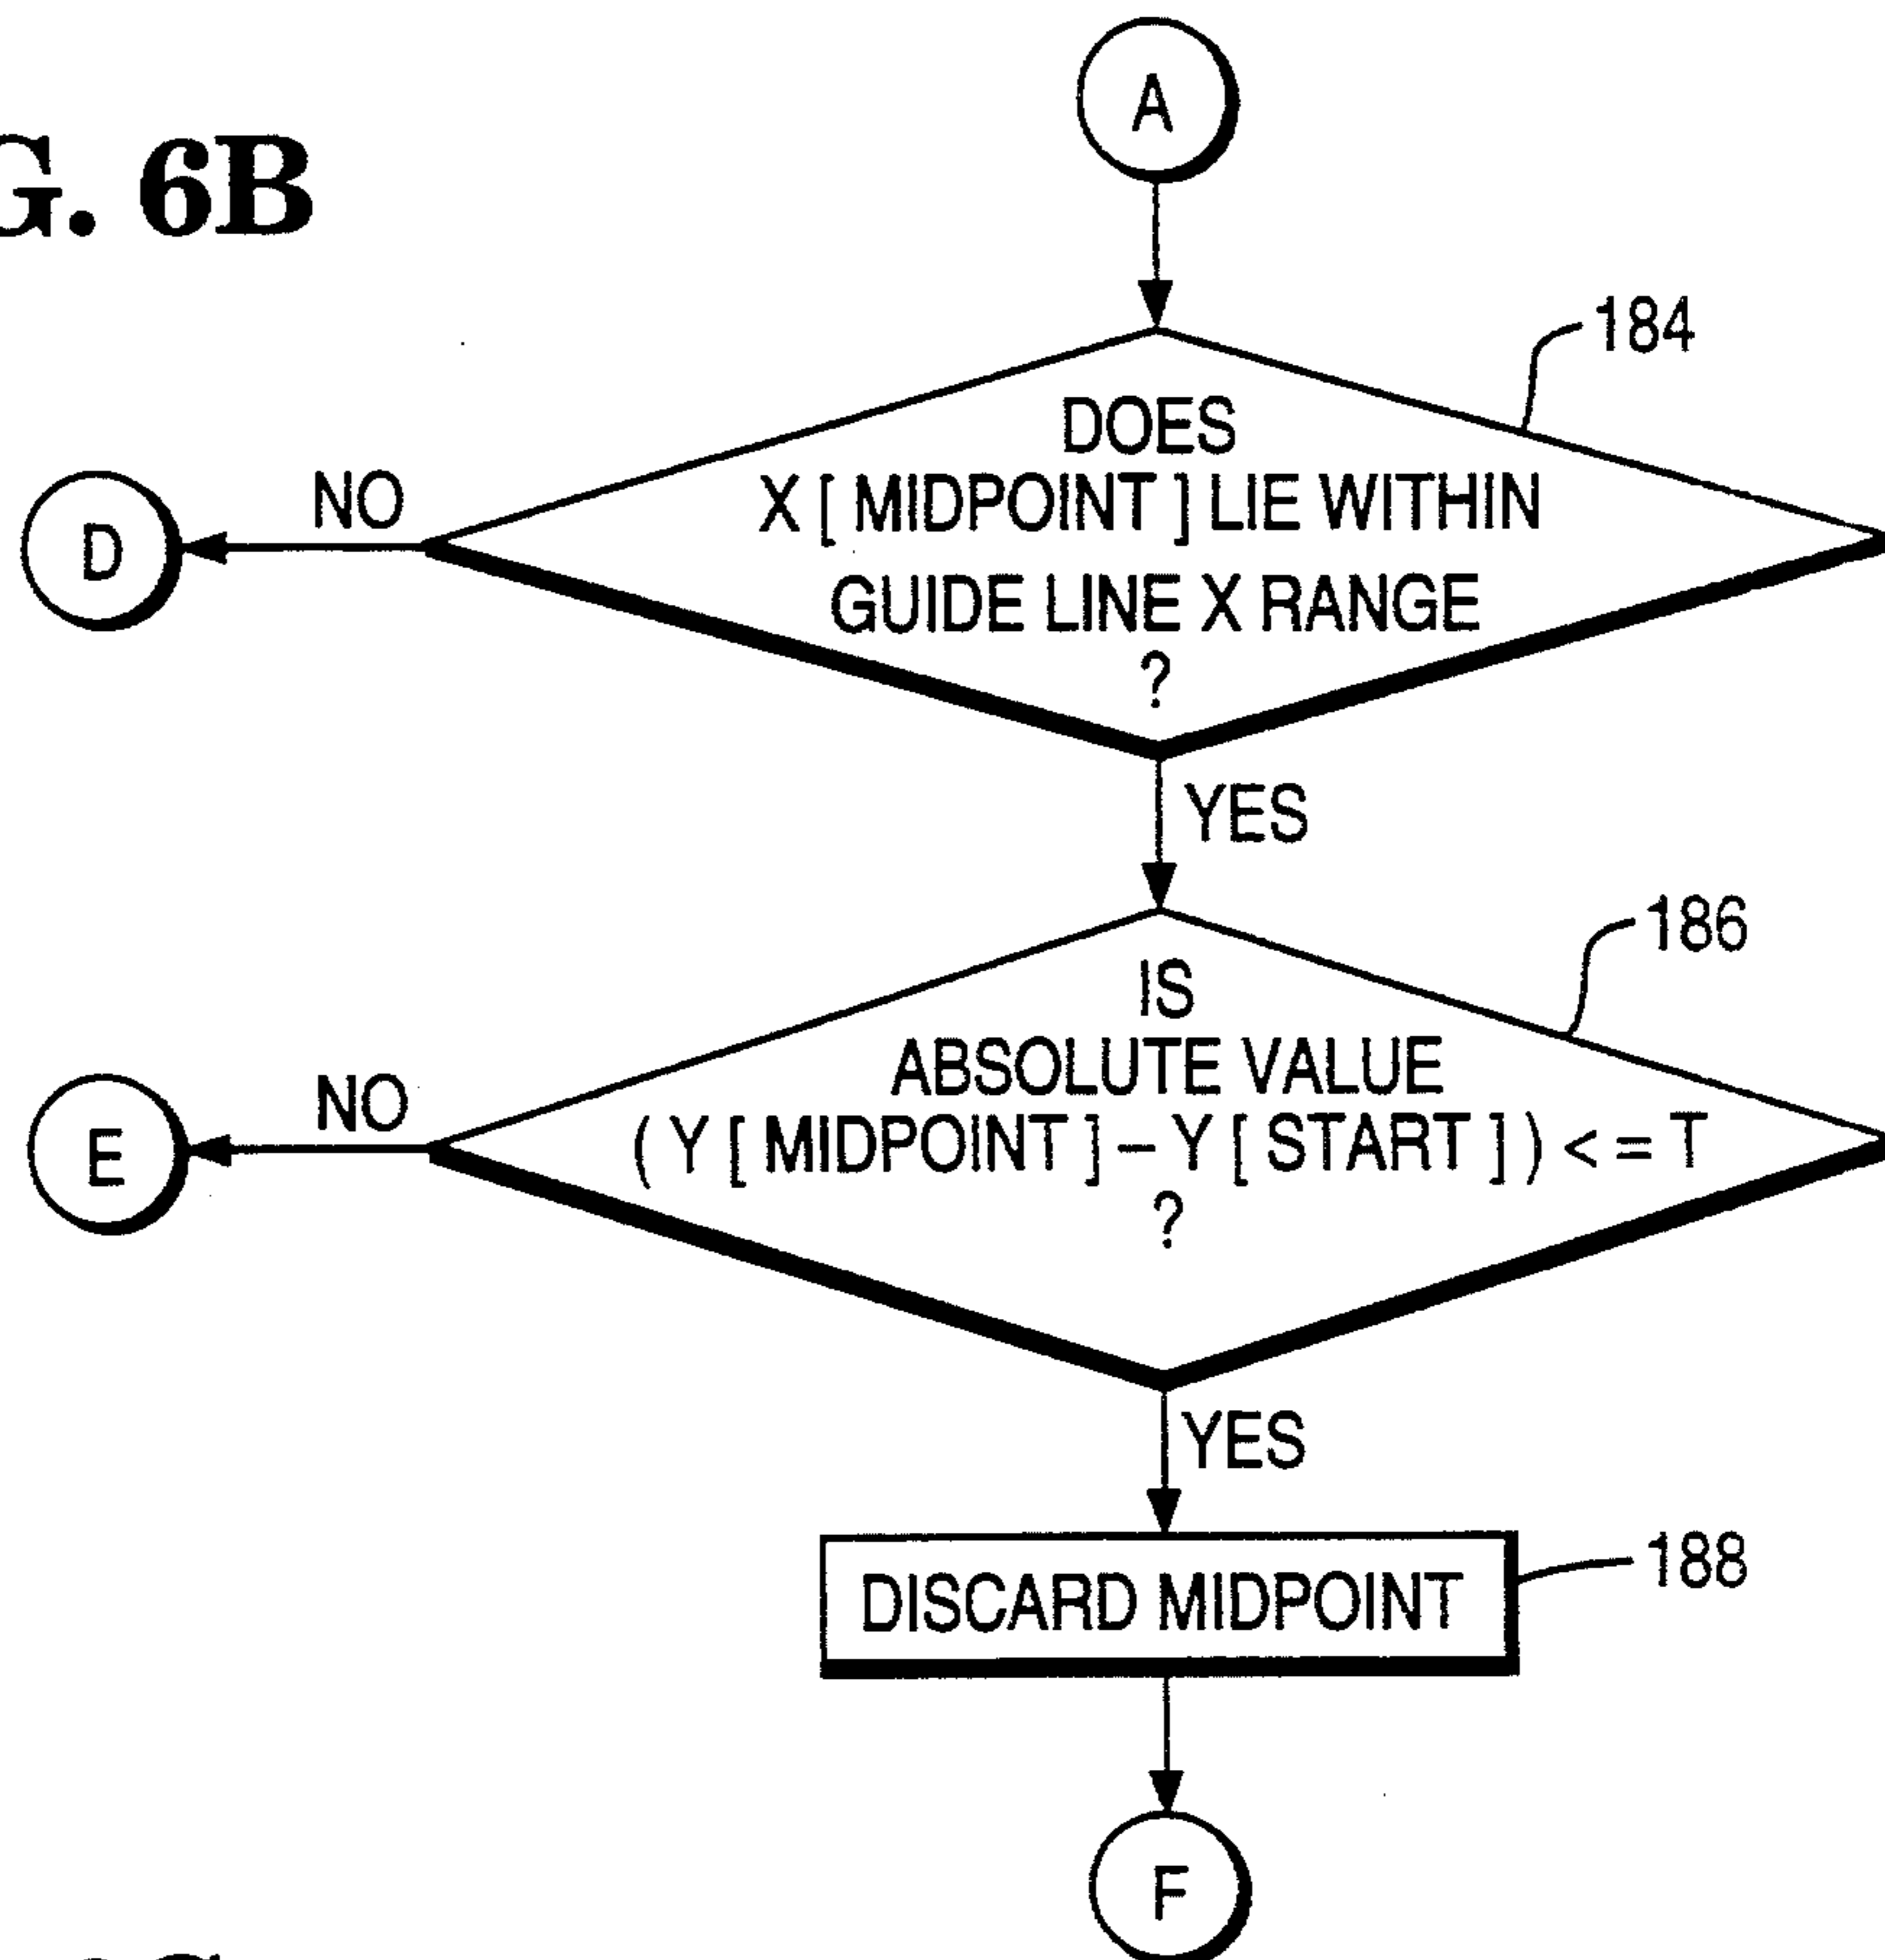 G. 6B
A
184
DOES
X [ MIDPOINT ] LIE WITHIN
GUIDE LINE X RANGE
?
NO
D
YES
186
IS
ABSOLUTE VALUE
( Y [ MIDPOINT ] – Y [ START ] ) < = T
?
NO
E
YES
DISCARD MIDPOINT
188
F